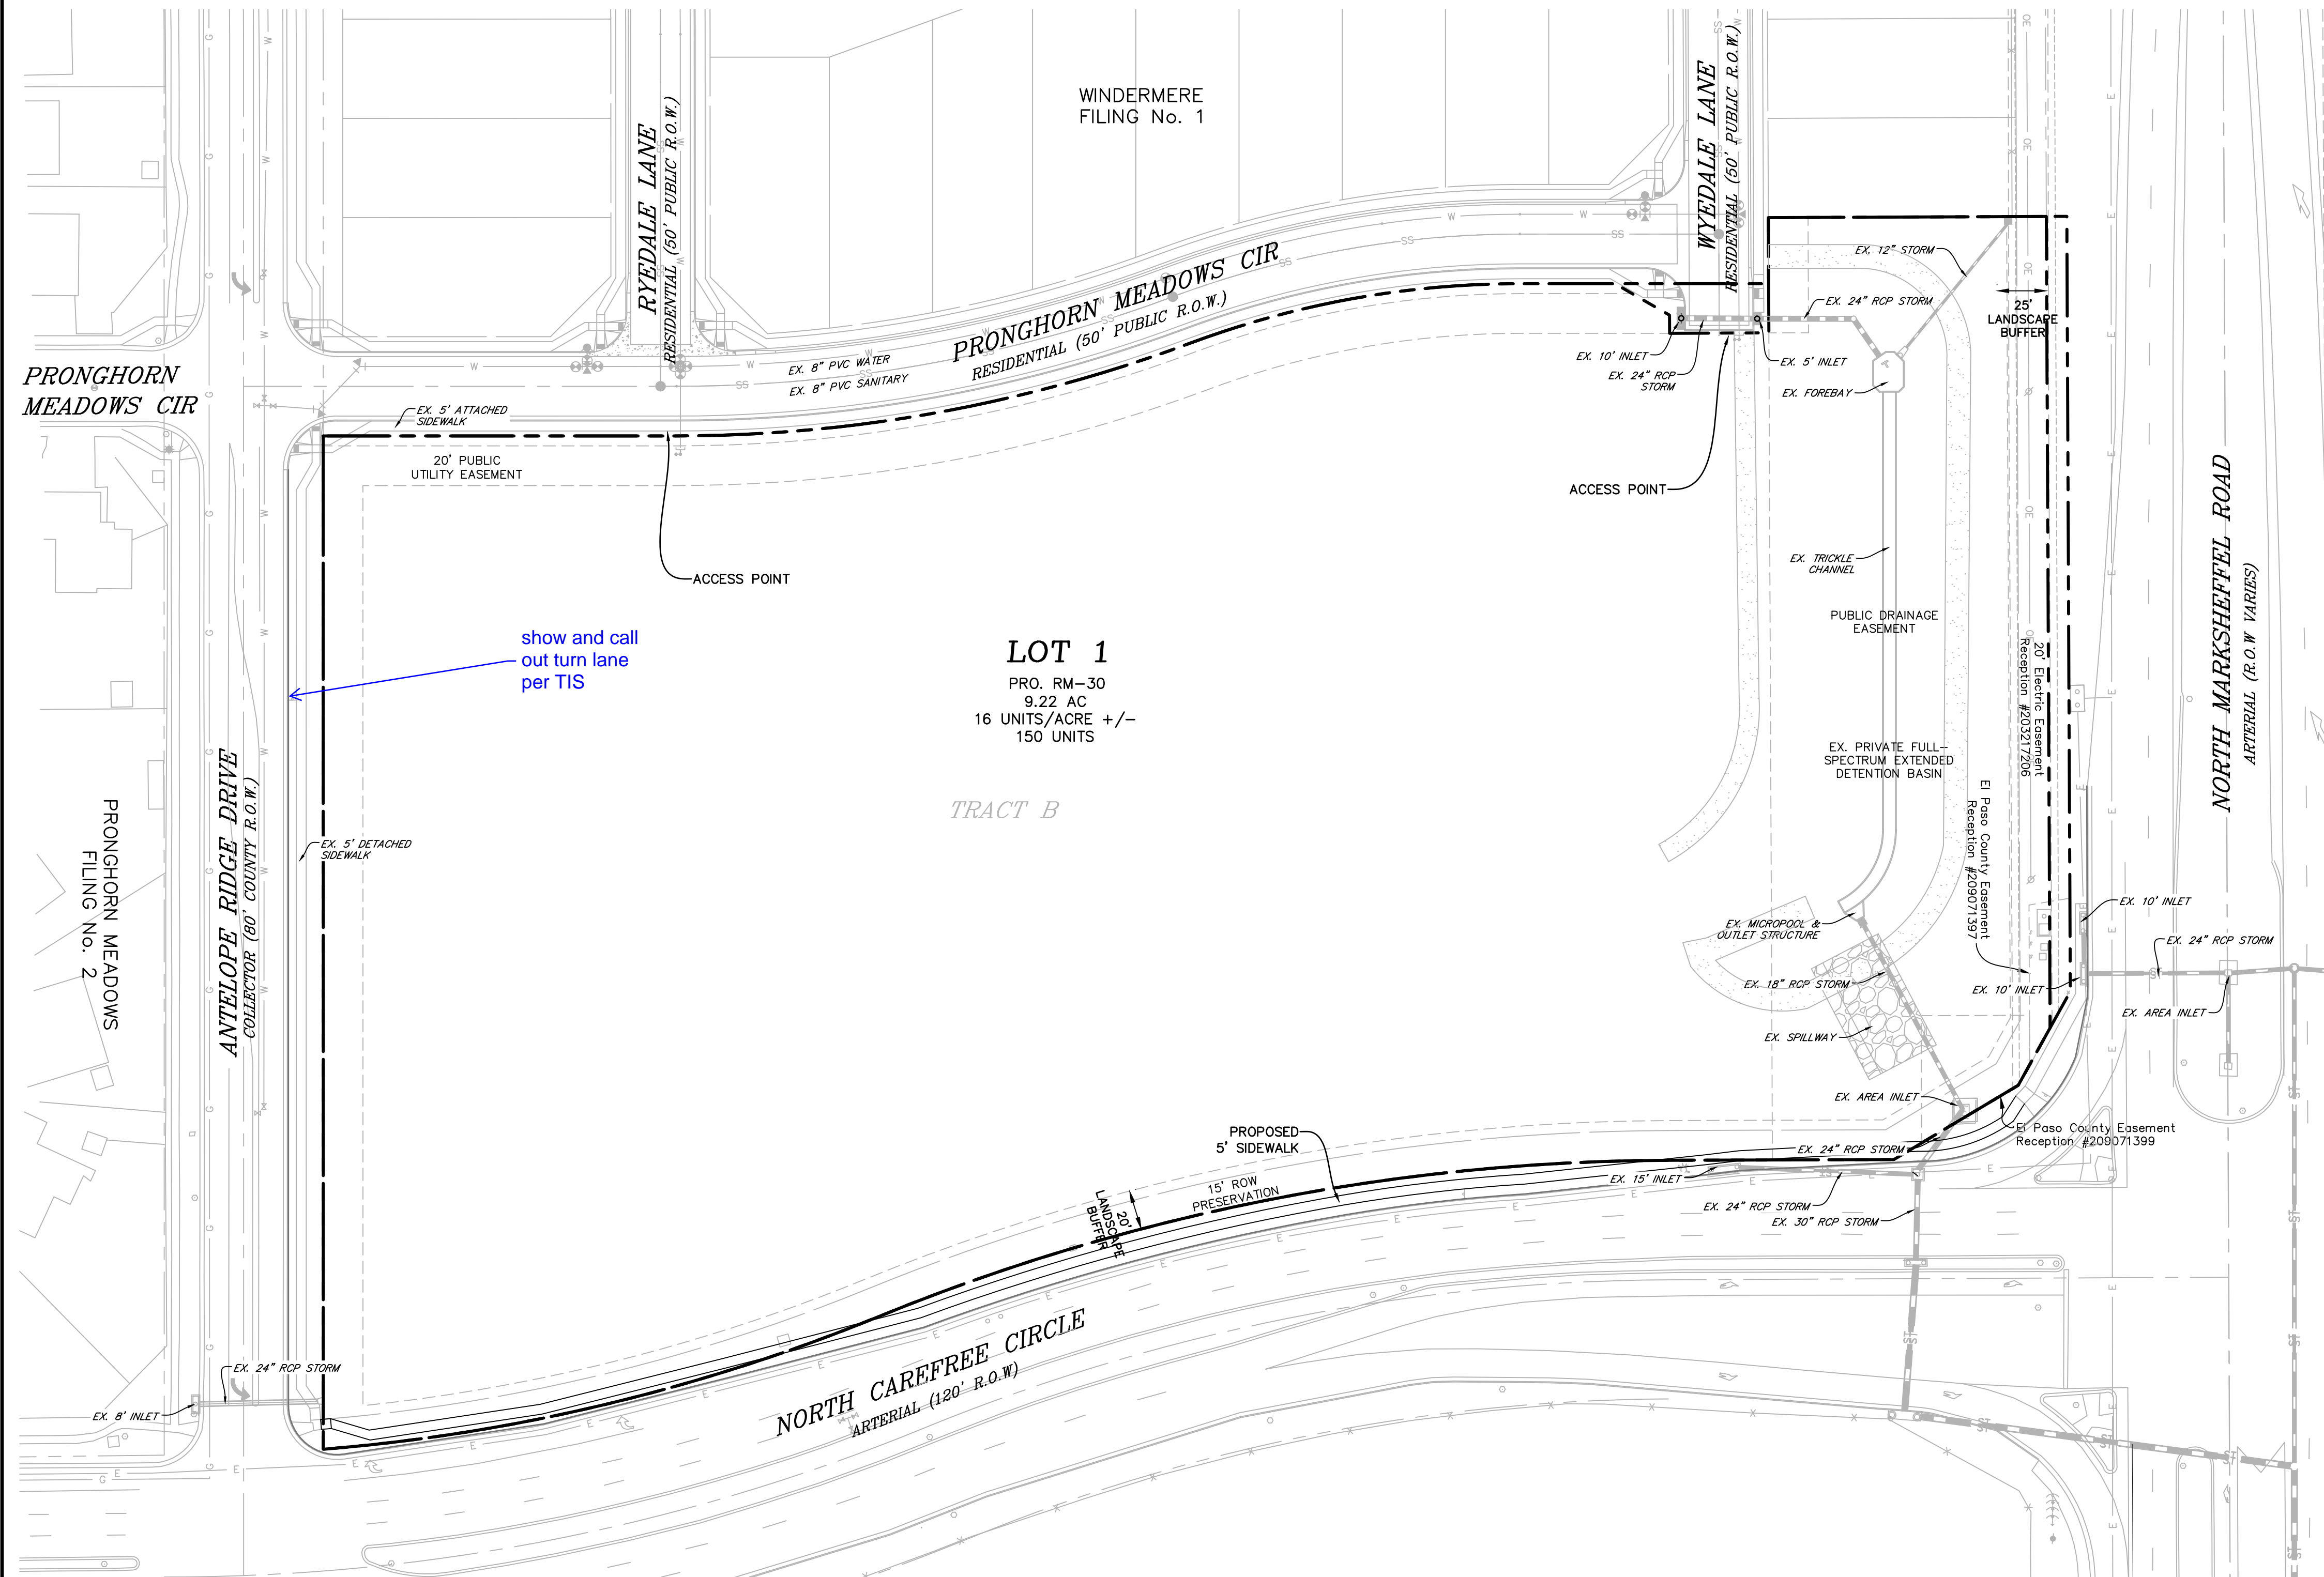 WINDERMERE
FILING No. 1
RYEDALE LANE
RESIDENTIAL (50' PUBLIC R.O.W.)
WYEDALE LANE
RESIDENTIAL (50' PUBLIC R.O.W.)
PRONGHORN MEADOWS CIR
RESIDENTIAL (50' PUBLIC R.O.W.)
PRONGHORN
MEADOWS CIR
EX. 8" PVC WATER
EX. 8" PVC SANITARY
EX. 5' ATTACHED
SIDEWALK
20' PUBLIC
UTILITY EASEMENT
EX. 12" STORM
EX. 24" RCP STORM
25'
LANDSCAPE
BUFFER
EX. 10' INLET
EX. 24" RCP
STORM
EX. 5' INLET
EX. FOREBAY
ACCESS POINT
ACCESS POINT
EX. TRICKLE
CHANNEL
PUBLIC DRAINAGE
EASEMENT
show and call
out turn lane
per TIS
LOT 1
PRO. RM-30
9.22 AC
16 UNITS/ACRE +/-
150 UNITS
TRACT B
EX. PRIVATE FULL-
SPECTRUM EXTENDED
DETENTION BASIN
20' Electric Easement
Reception #203217206
El Paso County Easement
Reception #209071397
NORTH MARKSHEFFEL ROAD
ARTERIAL (R.O.W VARIES)
ANTELOPE RIDGE DRIVE
COLLECTOR (80' COUNTY R.O.W.)
PRONGHORN MEADOWS
FILING No. 2
EX. 5' DETACHED
SIDEWALK
EX. MICROPOOL &
OUTLET STRUCTURE
EX. 18" RCP STORM
EX. SPILLWAY
EX. 10' INLET
EX. 24" RCP STORM
EX. 10' INLET
EX. AREA INLET
EX. AREA INLET
El Paso County Easement
Reception #209071399
PROPOSED
5' SIDEWALK
EX. 24" RCP STORM
EX. 15' INLET
EX. 24" RCP STORM
EX. 30" RCP STORM
15' ROW
PRESERVATION
20'
LANDSCAPE
BUFFER
NORTH CAREFREE CIRCLE
ARTERIAL (120' R.O.W)
EX. 24" RCP STORM
EX. 8' INLET